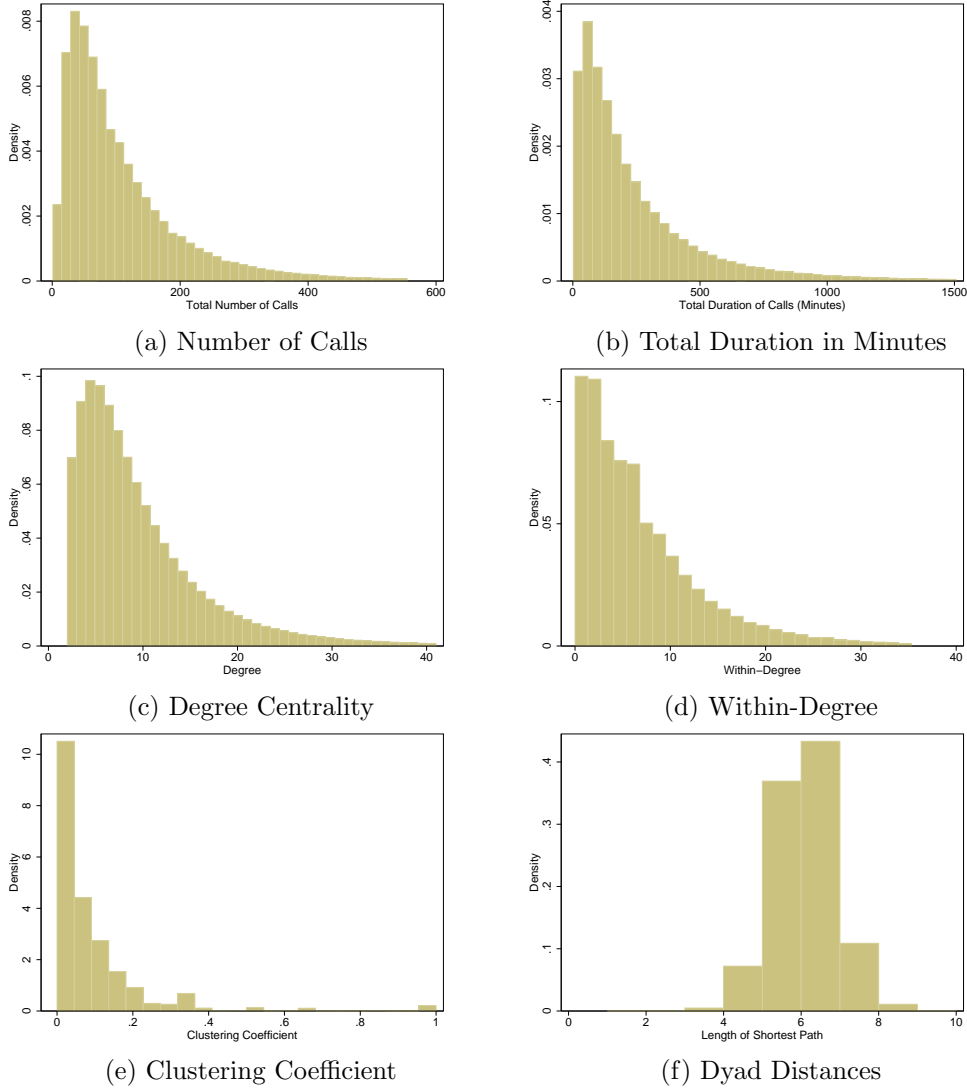 .008
.006
.004
.002
0
Density
0 200 400 600
Total Number of Calls
(a) Number of Calls
.004
.003
.002
.001
0
Density
0 500 1000 1500
Total Duration of Calls (Minutes)
(b) Total Duration in Minutes
.1
.08
.06
.04
.02
0
Density
0 10 20 30 40
Degree
(c) Degree Centrality
.1
.05
0
Density
0 10 20 30 40
Within−Degree
(d) Within-Degree
10
8
6
4
2
0
Density
0 .2 .4 .6 .8 1
Clustering Coefficient
(e) Clustering Coefficient
.4
.3
.2
.1
0
Density
0 2 4 6 8 10
Length of Shortest Path
(f) Dyad Distances